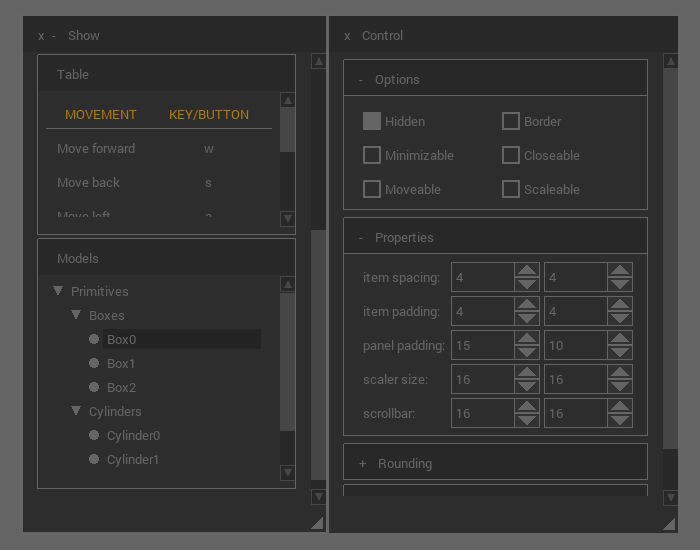 x - Show
Table
MOVEMENT KEY/BUTTON
Move forward w
Move back s
Move left a
Models
Primitives
Boxes
Box0
Box1
Box2
Cylinders
Cylinder0
Cylinder1
x Control
- Options
Hidden Border
Minimizable Closeable
Moveable Scaleable
- Properties
item spacing: 4 4
item padding: 4 4
panel padding: 15 10
scaler size: 16 16
scrollbar: 16 16
+ Rounding